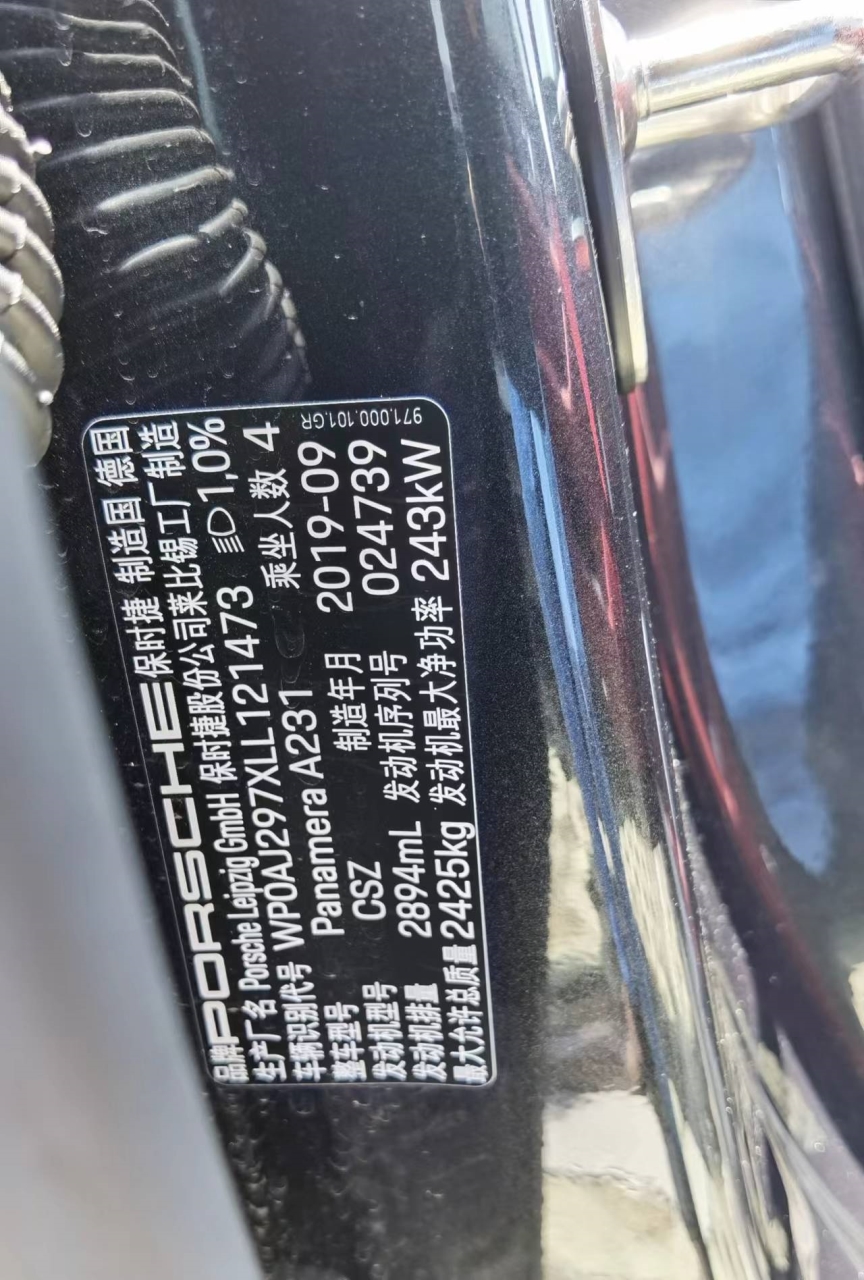 品牌 PORSCHE 保时捷 制造国 德国
生产厂名 Porsche Leipzig GmbH 保时捷股份公司莱比锡工厂制造
车辆识别代号 WP0AJ297XLL121473 1,0%
整车型号 Panamera A231 乘坐人数 4
发动机型号 CSZ 制造年月 2019-09
发动机排量 2894mL 发动机序列号 024739
最大允许总质量 2425kg 发动机最大净功率 243kW
971.000.101.GR